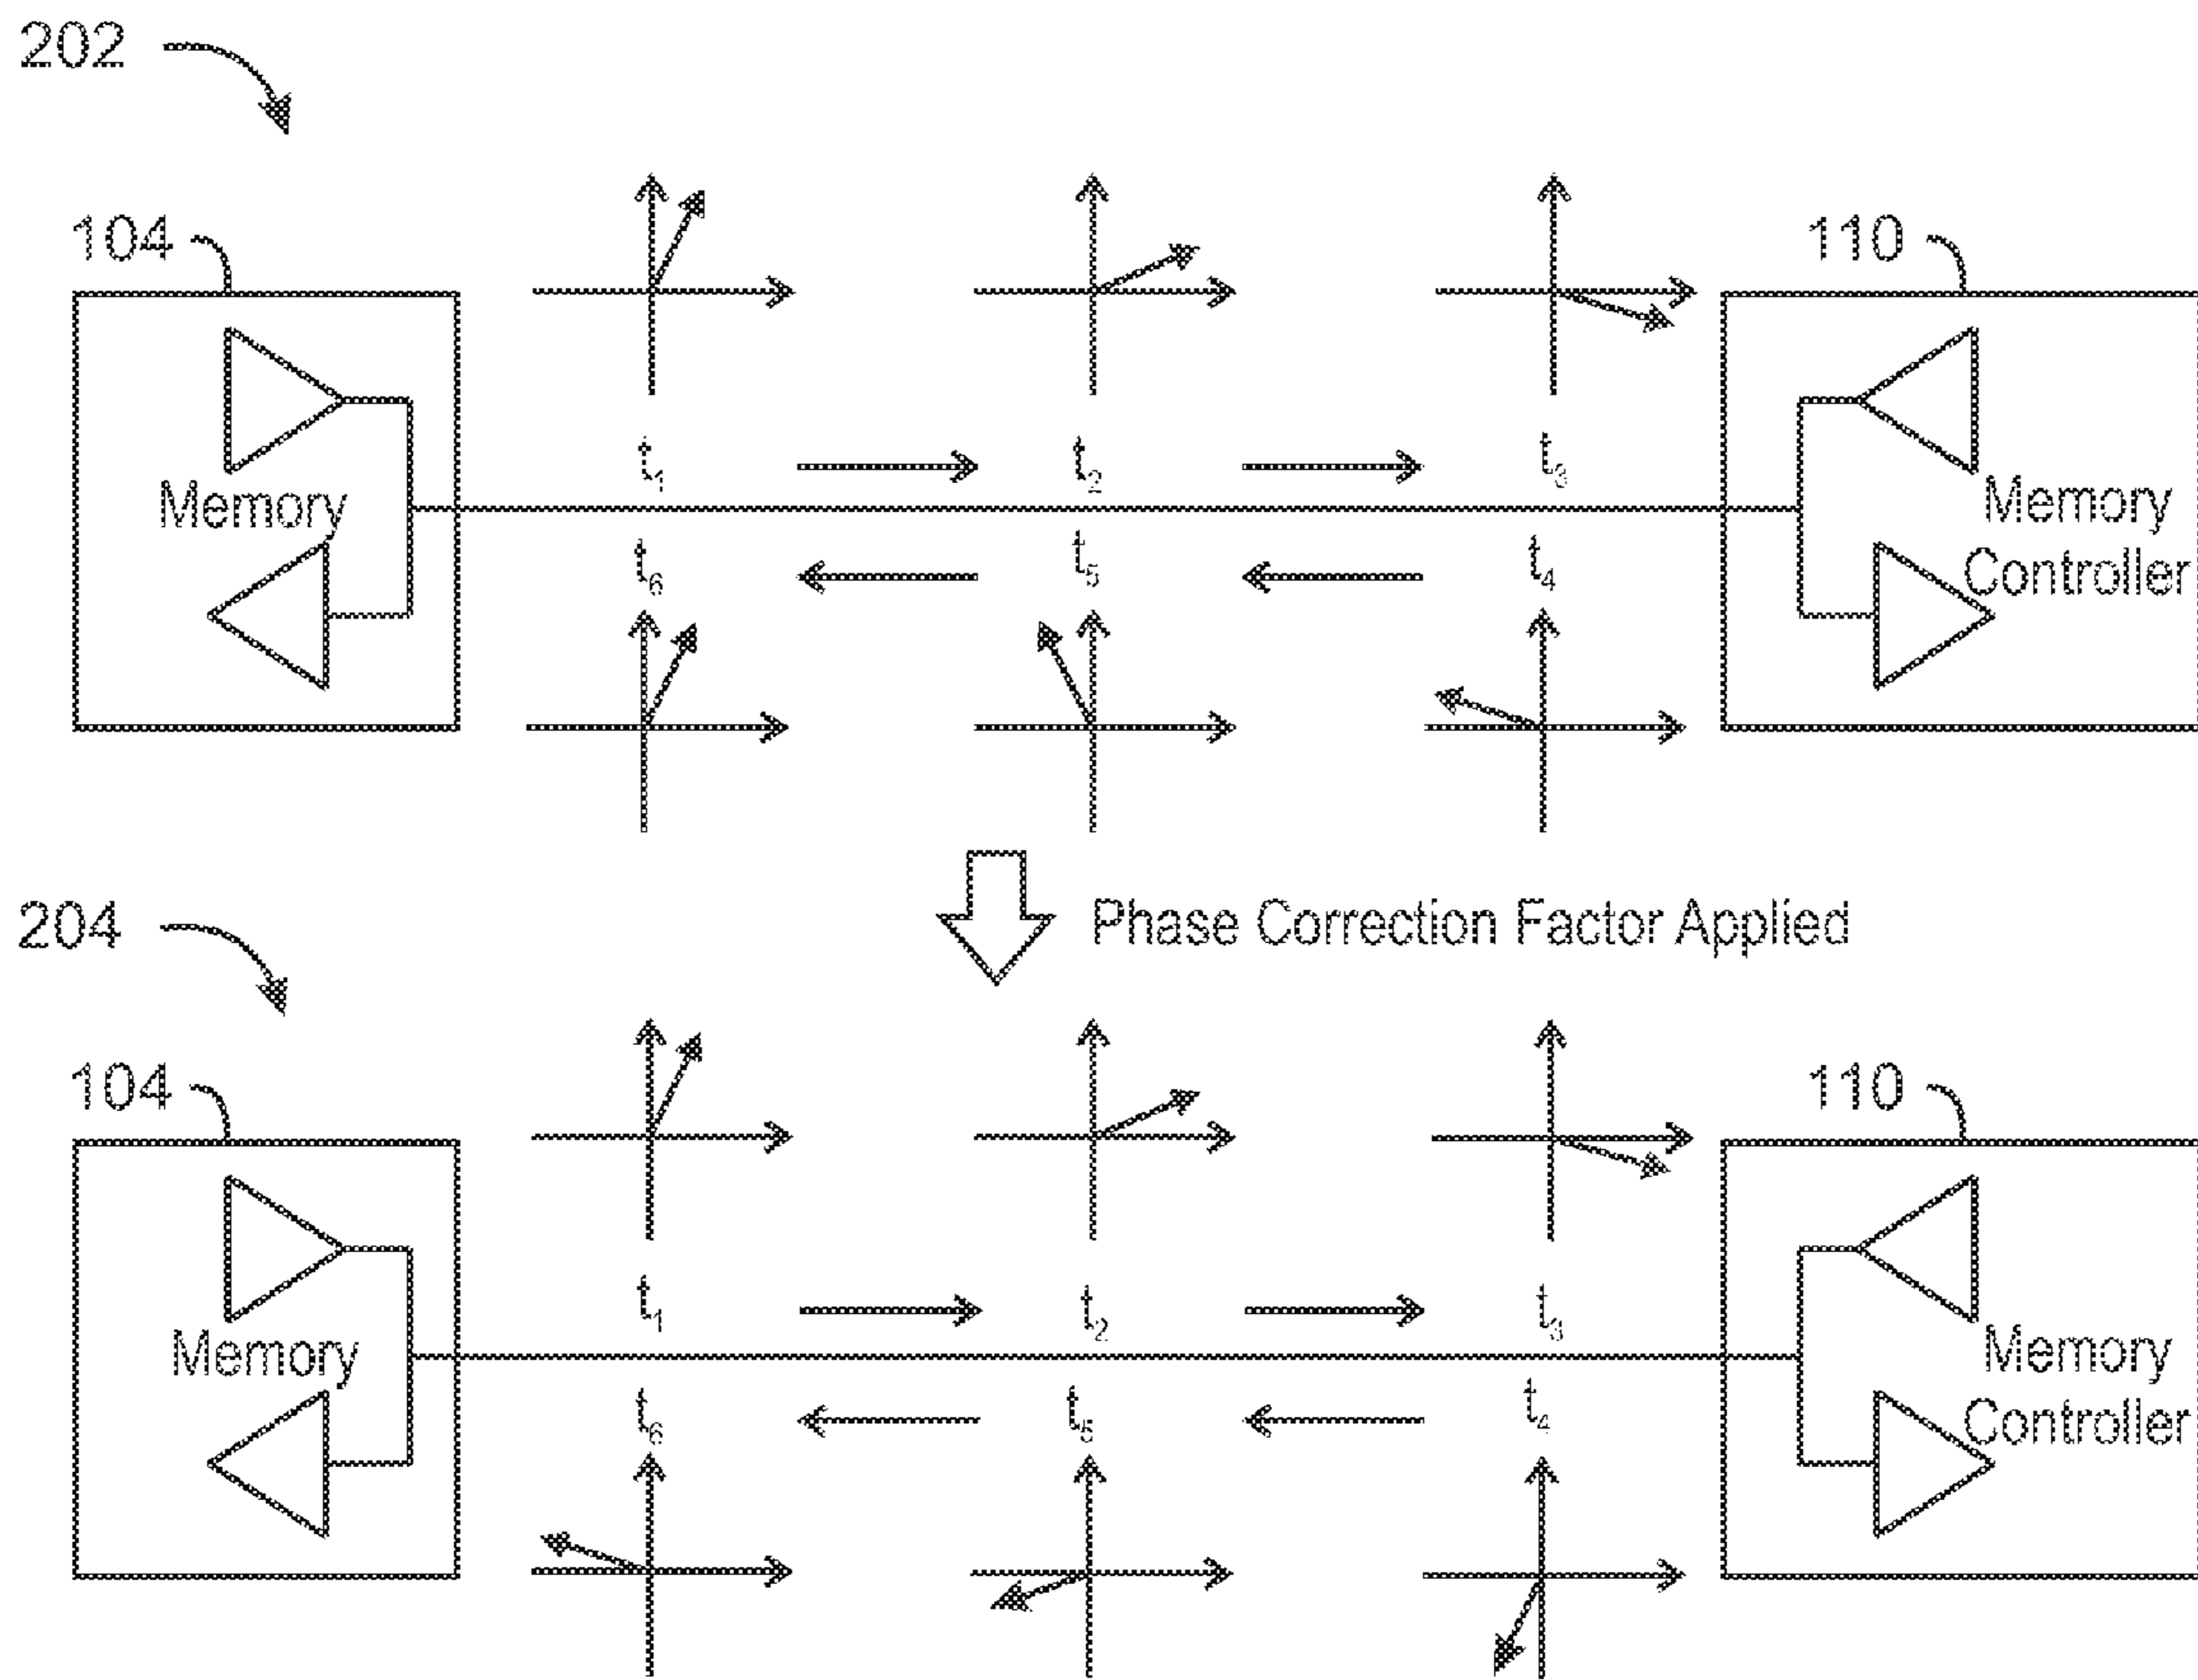 202
104
110
t₁ t₂ t₃
Memory
Memory
Controller
t₆ t₅ t₄
Phase Correction Factor Applied
204
104
110
t₁ t₂ t₃
Memory
Memory
Controller
t₆ t₅ t₄